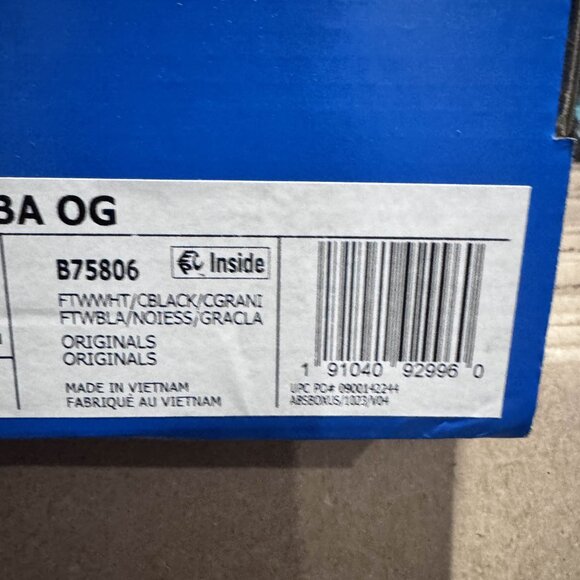 BA OG
B75806
Inside
FTWWHT/CBLACK/CGRANI
FTWBLA/NOIESS/GRACLA
ORIGINALS
ORIGINALS
MADE IN VIETNAM
FABRIQUÉ AU VIETNAM
1 91040 92996 0
UPC PO# 0900142244
ABSBOXUS/1023/V04